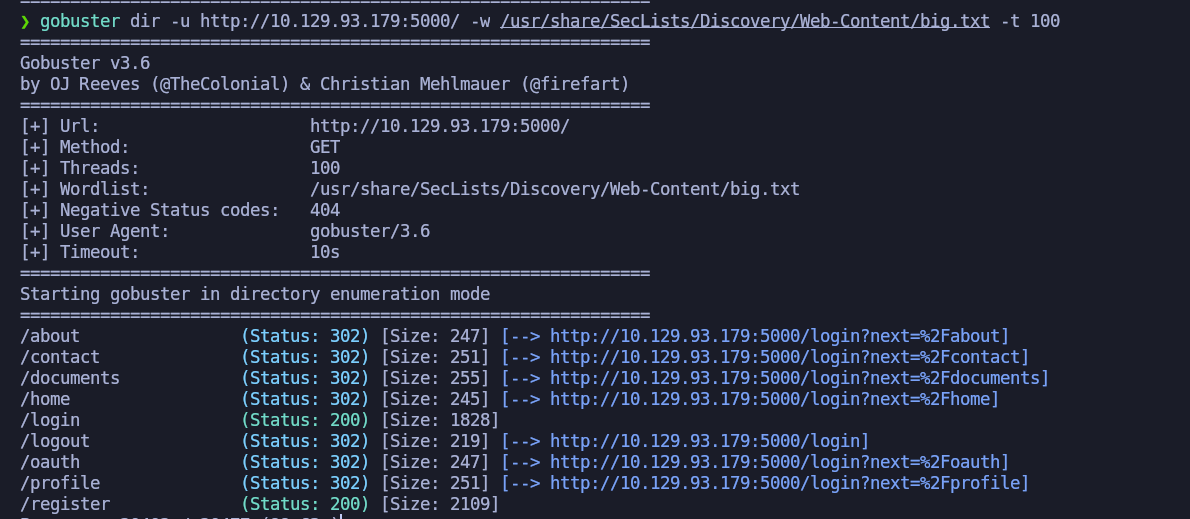 ===============================================================
❯ gobuster dir -u http://10.129.93.179:5000/ -w /usr/share/SecLists/Discovery/Web-Content/big.txt -t 100
===============================================================
Gobuster v3.6
by OJ Reeves (@TheColonial) & Christian Mehlmauer (@firefart)
===============================================================
[+] Url:                     http://10.129.93.179:5000/
[+] Method:                  GET
[+] Threads:                 100
[+] Wordlist:                /usr/share/SecLists/Discovery/Web-Content/big.txt
[+] Negative Status codes:   404
[+] User Agent:              gobuster/3.6
[+] Timeout:                 10s
===============================================================
Starting gobuster in directory enumeration mode
===============================================================
/about                (Status: 302) [Size: 247] [--> http://10.129.93.179:5000/login?next=%2Fabout]
/contact              (Status: 302) [Size: 251] [--> http://10.129.93.179:5000/login?next=%2Fcontact]
/documents            (Status: 302) [Size: 255] [--> http://10.129.93.179:5000/login?next=%2Fdocuments]
/home                 (Status: 302) [Size: 245] [--> http://10.129.93.179:5000/login?next=%2Fhome]
/login                (Status: 200) [Size: 1828]
/logout               (Status: 302) [Size: 219] [--> http://10.129.93.179:5000/login]
/oauth                (Status: 302) [Size: 247] [--> http://10.129.93.179:5000/login?next=%2Foauth]
/profile              (Status: 302) [Size: 251] [--> http://10.129.93.179:5000/login?next=%2Fprofile]
/register             (Status: 200) [Size: 2109]